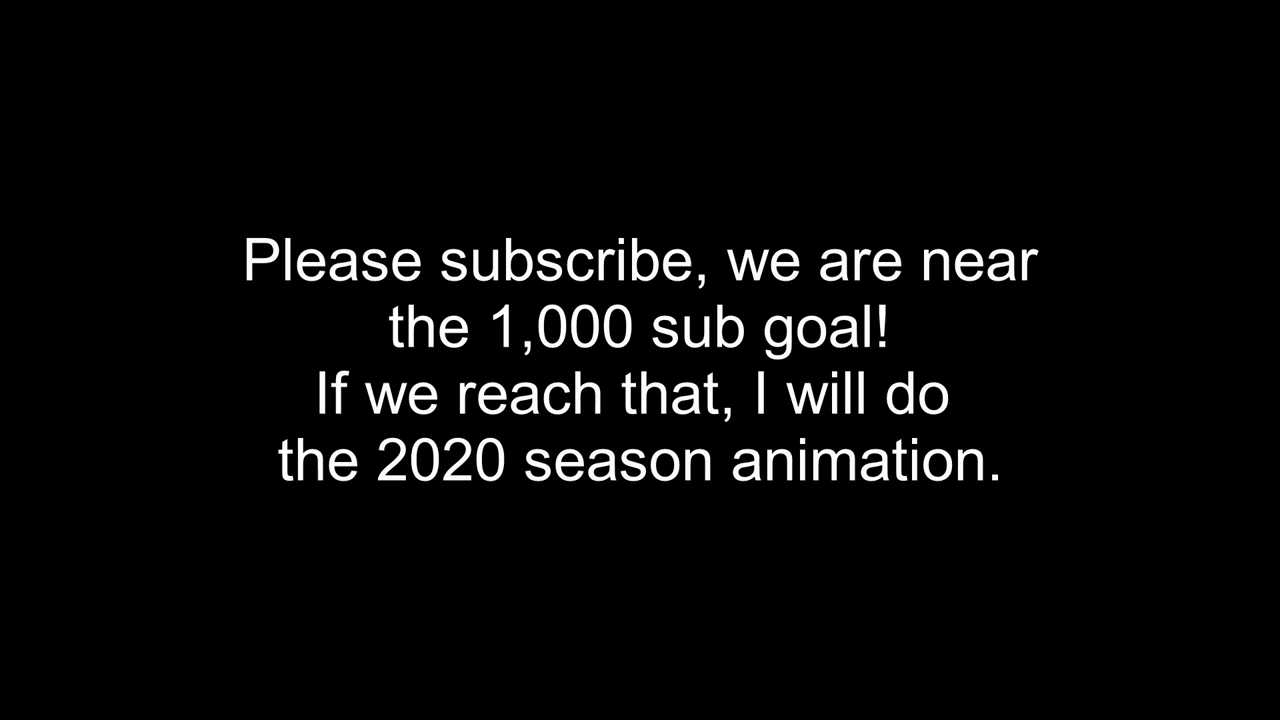 Please subscribe, we are near
the 1,000 sub goal!
If we reach that, I will do
the 2020 season animation.